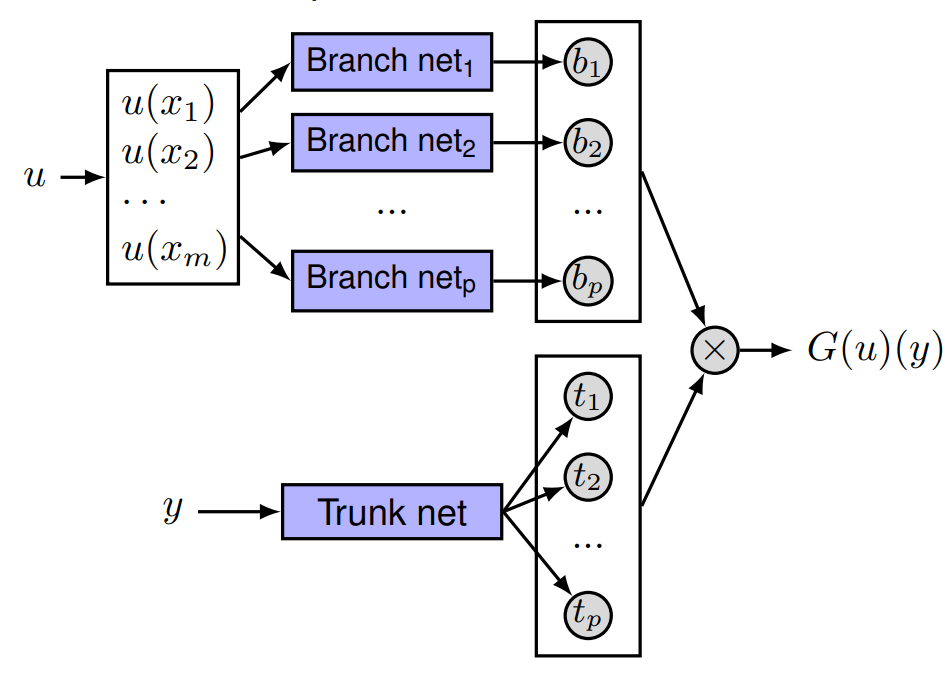 u
u(x₁)
u(x₂)
...
u(xₘ)
Branch net₁
Branch net₂
...
Branch netₚ
b₁
b₂
...
bₚ
y
Trunk net
t₁
t₂
...
tₚ
×
G(u)(y)